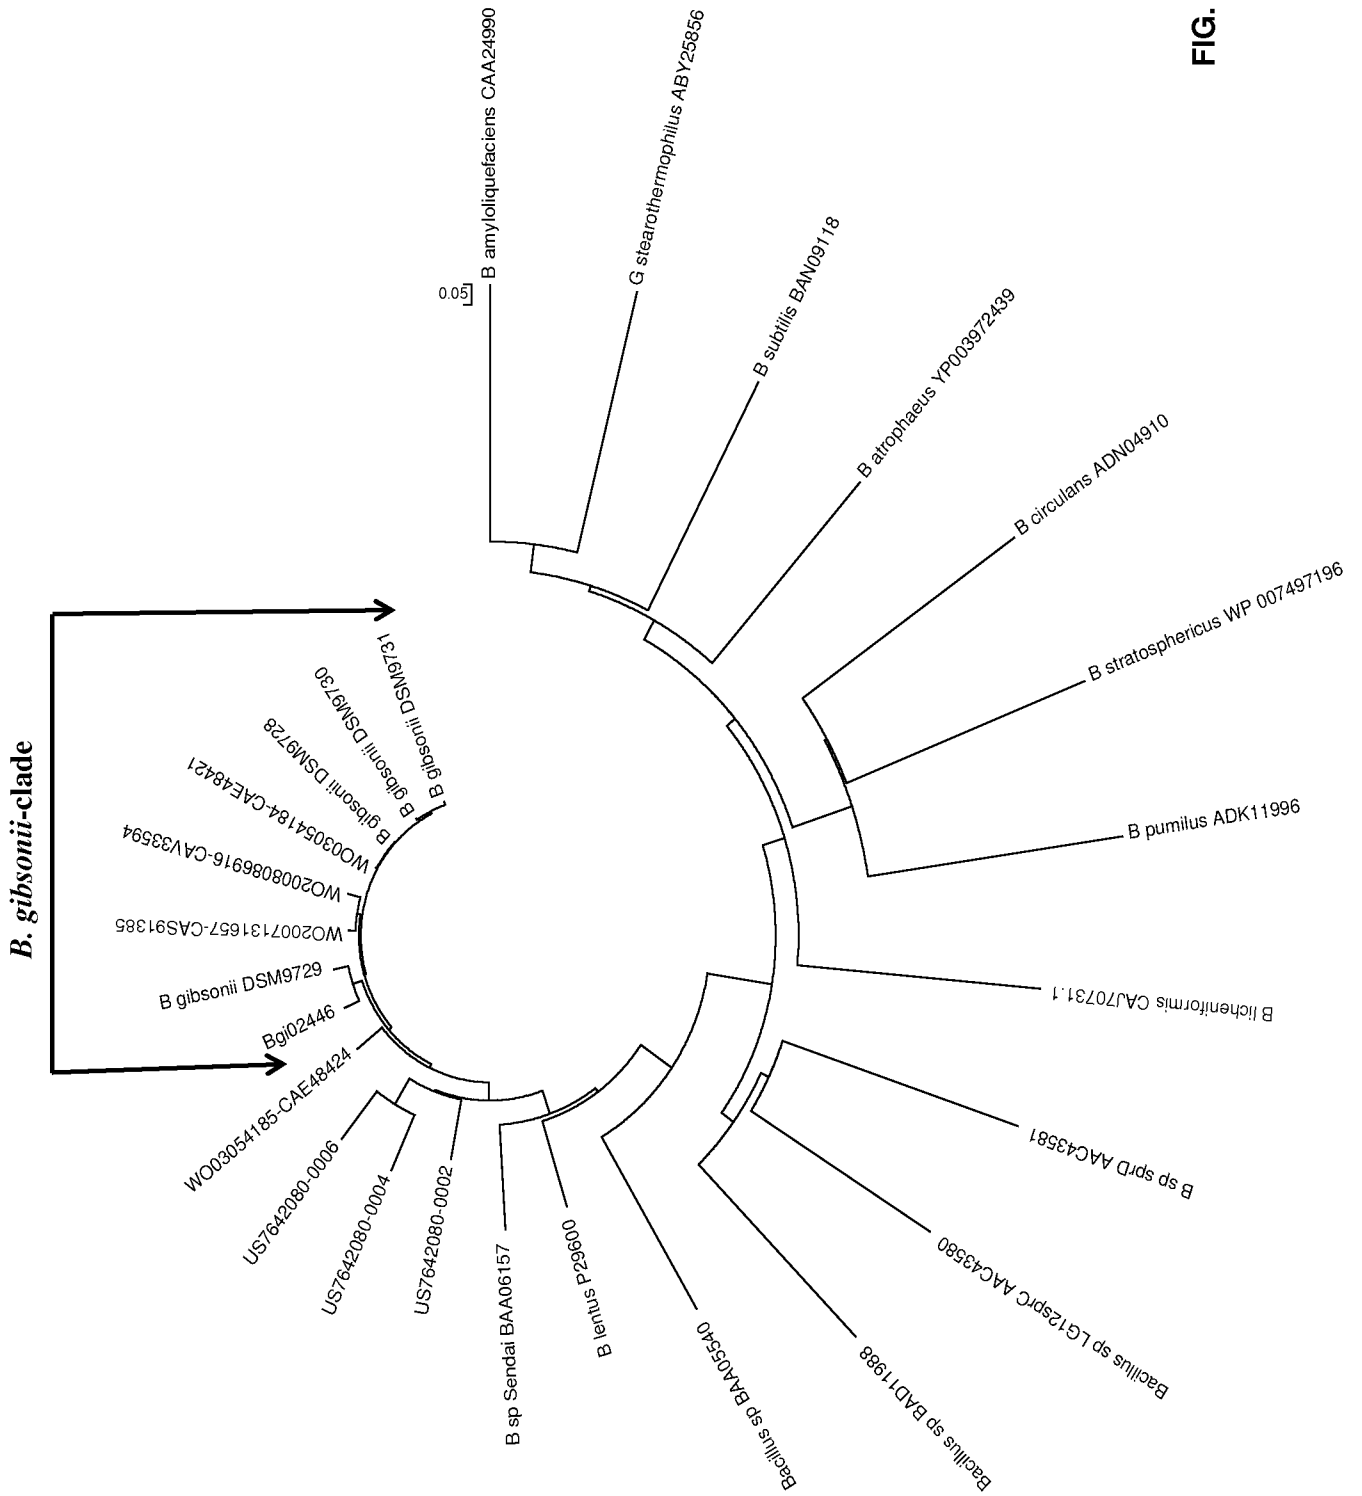 FIG.
B. gibsonii-clade
0.05
B amyloliquefaciens CAA24990
G stearothermophilus ABY25856
B subtilis BAN09118
B atrophaeus YP003972439
B circulans ADN04910
B stratosphericus WP 007497196
B pumilus ADK11996
B licheniformis CAJ70731.1
B sp sprD AAC43581
Bacillus sp LG12sprC AAC43580
Bacillus sp BAD11988
Bacillus sp BAA05540
B lentus P29600
B sp Sendai BAA06157
US7642080-0002
US7642080-0004
US7642080-0006
WO03054185-CAE48424
Bgi02446
B gibsonii DSM9729
WO2007131657-CAS91385
WO2008086916-CAV33594
WO03054184-CAE48421
B gibsonii DSM9728
B gibsonii DSM9730
B gibsonii DSM9731